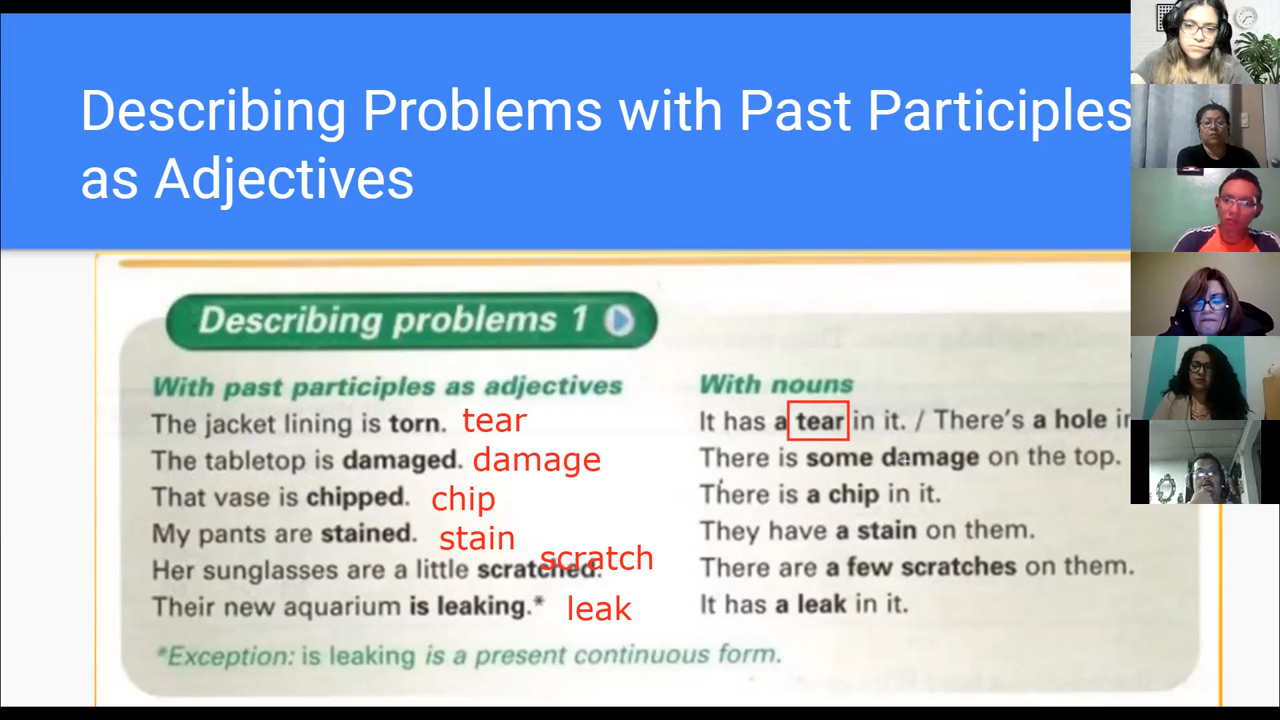 Describing Problems with Past Participles
as Adjectives
Describing problems 1
With past participles as adjectives
The jacket lining is torn. tear
The tabletop is damaged. damage
That vase is chipped. chip
My pants are stained. stain
Her sunglasses are a little scratched. scratch
Their new aquarium is leaking.* leak
With nouns
It has a tear in it. / There's a hole
There is some damage on the top.
There is a chip in it.
They have a stain on them.
There are a few scratches on them.
It has a leak in it.
*Exception: is leaking is a present continuous form.